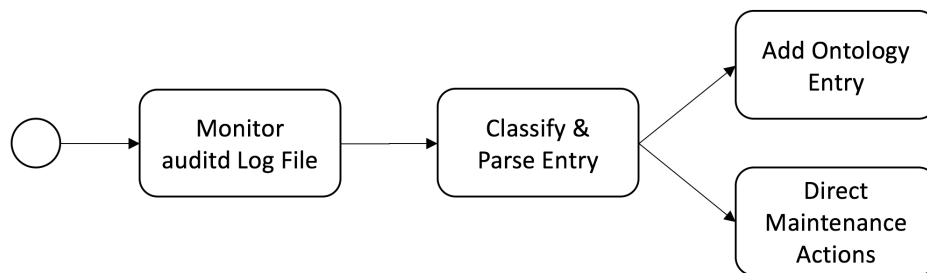 Monitor
auditd Log File
Classify &
Parse Entry
Add Ontology
Entry
Direct
Maintenance
Actions